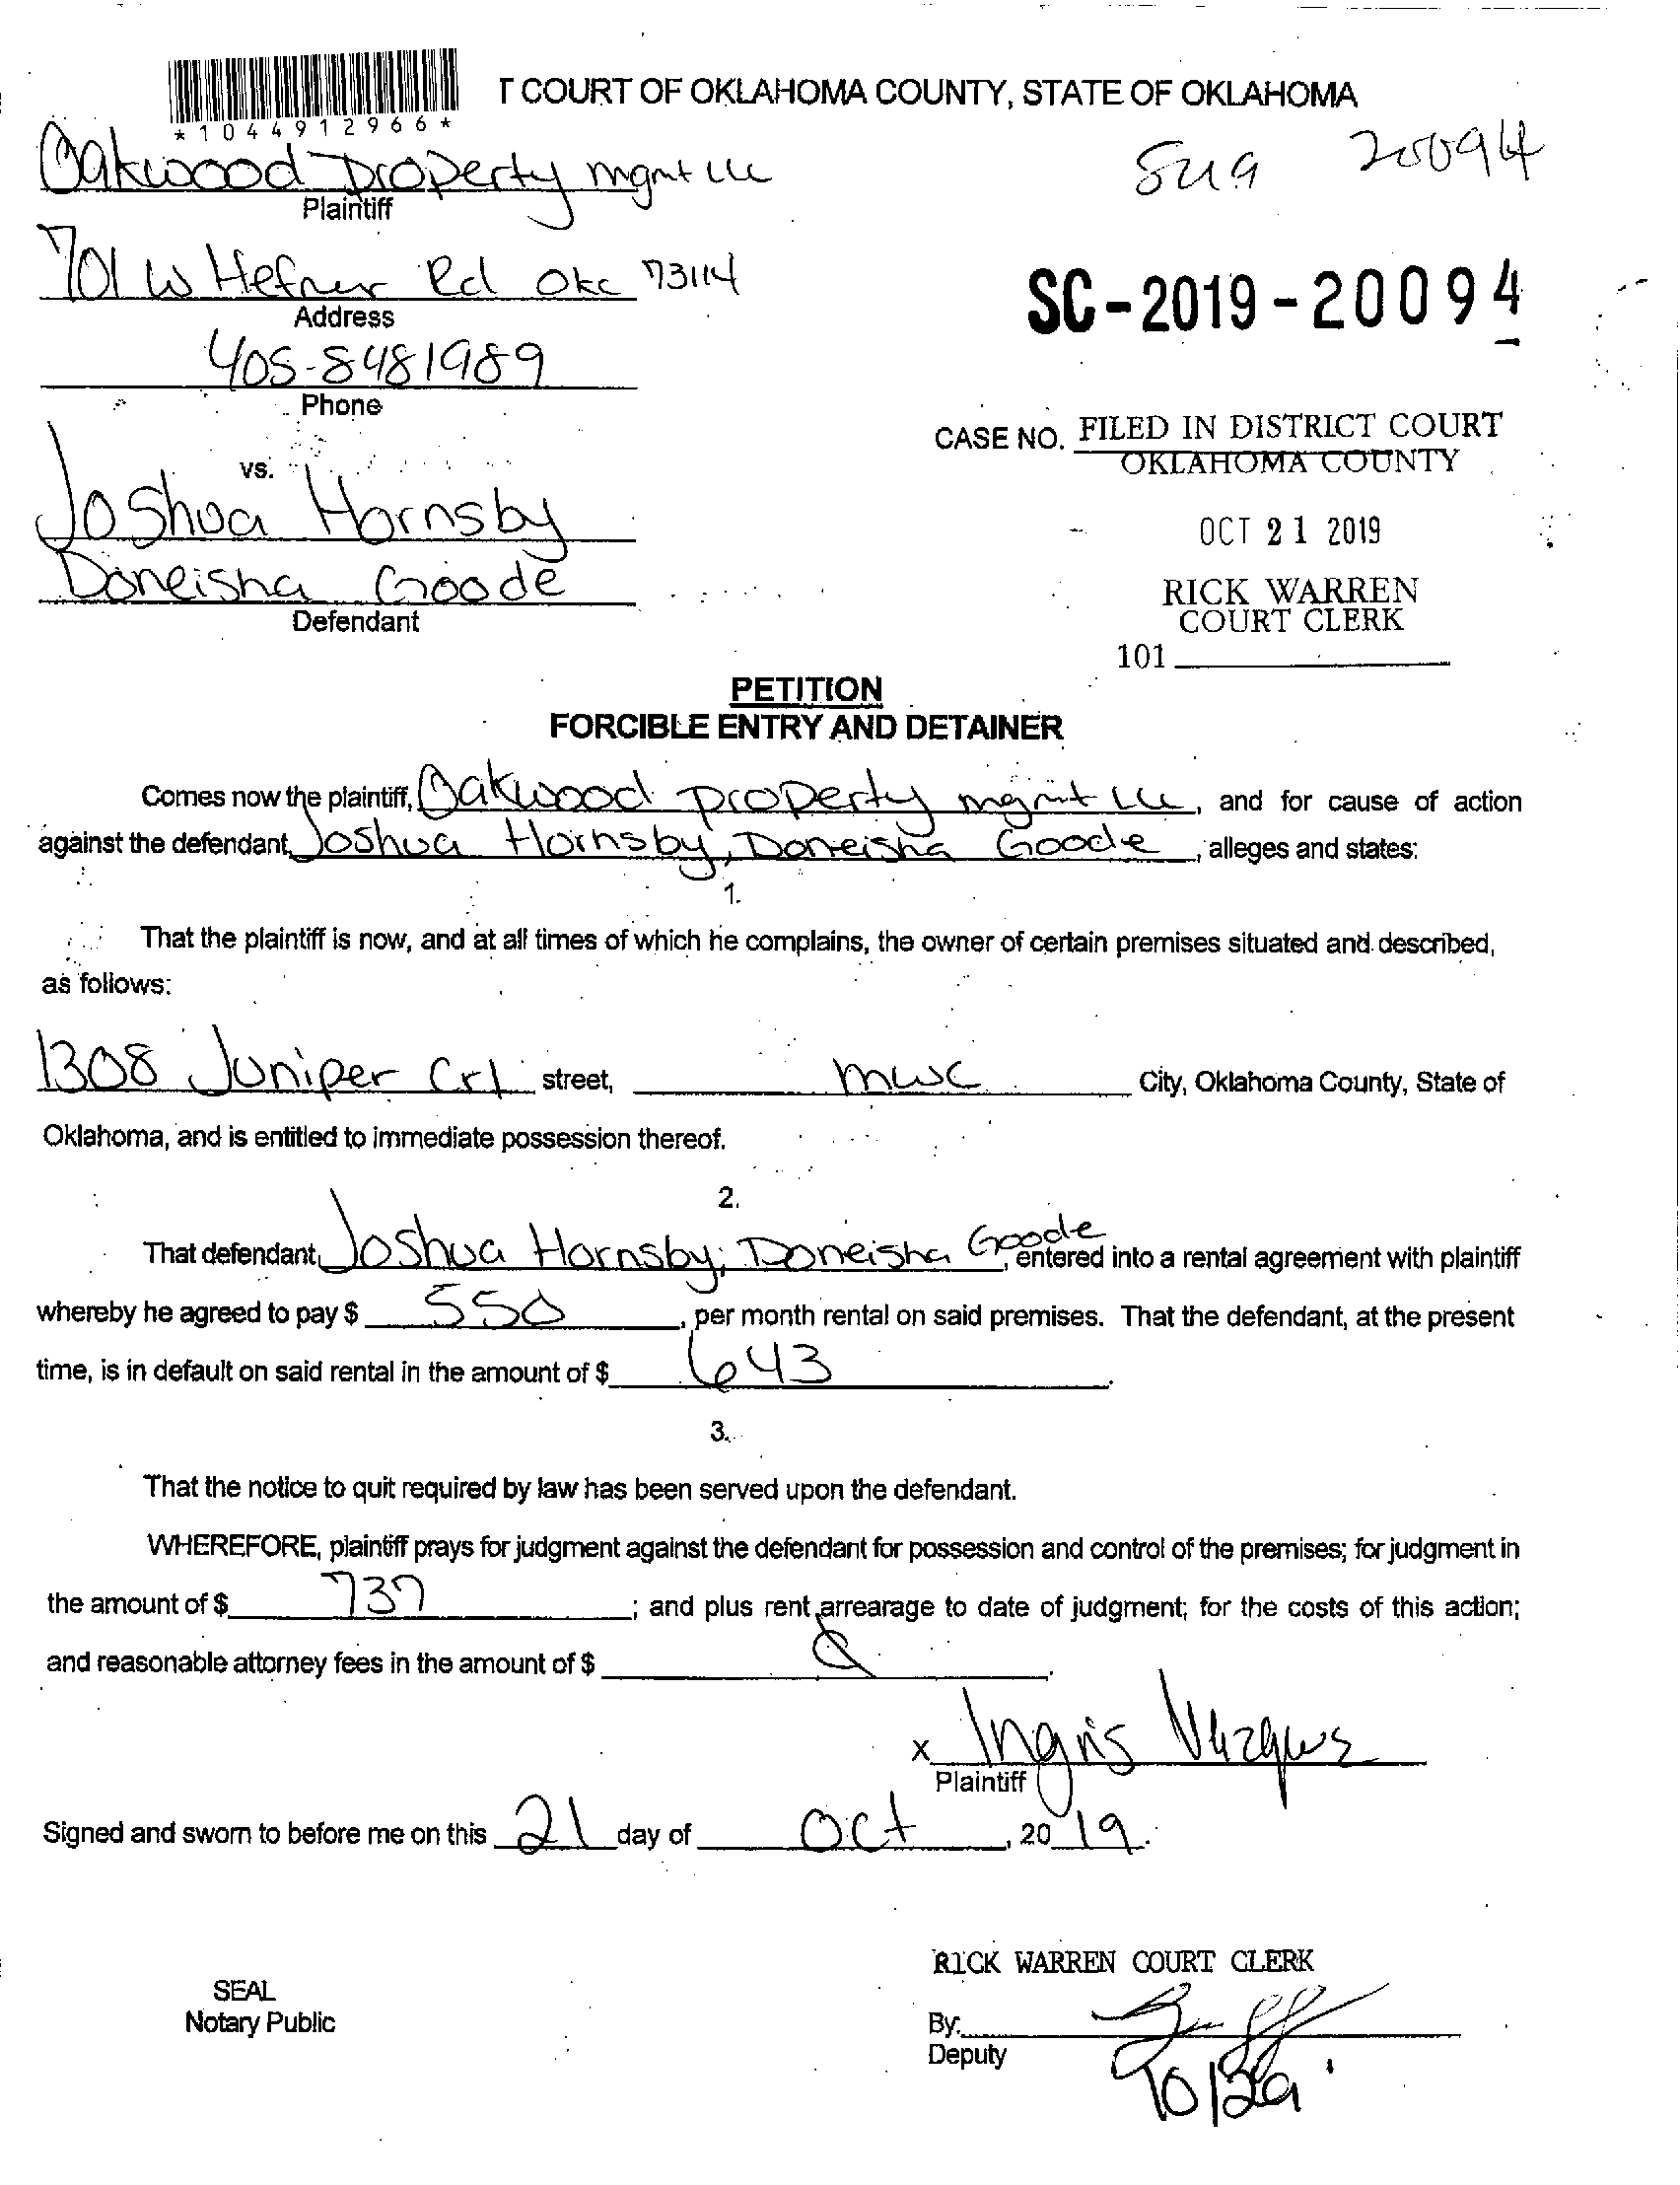 T COURT OF OKLAHOMA COUNTY, STATE OF OKLAHOMA
*1044912966*
Oakwood Property mgmt LLC
Plaintiff
20094
701 W Hefner Rd OKC 73114
Address
SC-2019-20094
405-8481989
Phone
CASE NO. FILED IN DISTRICT COURT
OKLAHOMA COUNTY
vs.
Joshua Hornsby
OCT 21 2019
Doneisha Goode
Defendant
RICK WARREN
COURT CLERK
101
PETITION
FORCIBLE ENTRY AND DETAINER
Comes now the plaintiff, Oakwood property mgmt LLC, and for cause of action
against the defendant, Joshua Hornsby, Doneisha Goode, alleges and states:
1.
That the plaintiff is now, and at all times of which he complains, the owner of certain premises situated and described,
as follows:
1308 Juniper Crl street, mwc City, Oklahoma County, State of
Oklahoma, and is entitled to immediate possession thereof.
2.
That defendant, Joshua Hornsby, Doneisha Goode, entered into a rental agreement with plaintiff
whereby he agreed to pay $ 550, per month rental on said premises. That the defendant, at the present
time, is in default on said rental in the amount of $ 643.
3.
That the notice to quit required by law has been served upon the defendant.
WHEREFORE, plaintiff prays for judgment against the defendant for possession and control of the premises; for judgment in
the amount of $ 737; and plus rent arrearage to date of judgment; for the costs of this action;
and reasonable attorney fees in the amount of $
x Ingris
Plaintiff
Signed and sworn to before me on this 21 day of Oct, 2019.
RICK WARREN COURT CLERK
SEAL
Notary Public
By:
Deputy